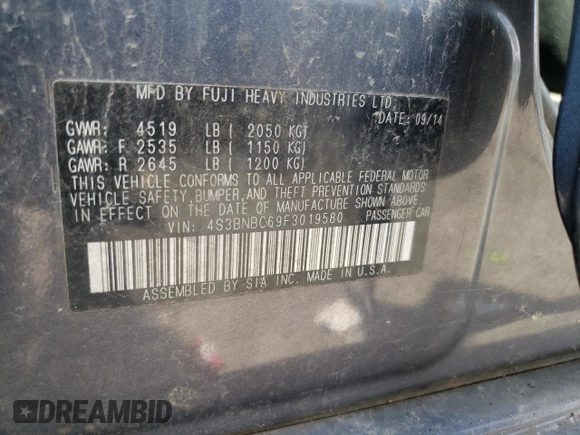 MFD BY FUJI HEAVY INDUSTRIES LTD.
DATE: 09/14
GVWR: 4519 LB ( 2050 KG)
GAWR: F 2535 LB ( 1150 KG)
GAWR: R 2645 LB ( 1200 KG)
THIS VEHICLE CONFORMS TO ALL APPLICABLE FEDERAL MOTOR
VEHICLE SAFETY, BUMPER, AND THEFT PREVENTION STANDARDS
IN EFFECT ON THE DATE OF MANUFACTURE SHOWN ABOVE.
VIN: 4S3BNBC69F3019580 PASSENGER CAR
ASSEMBLED BY SIA INC. MADE IN U.S.A.
DREAMBID